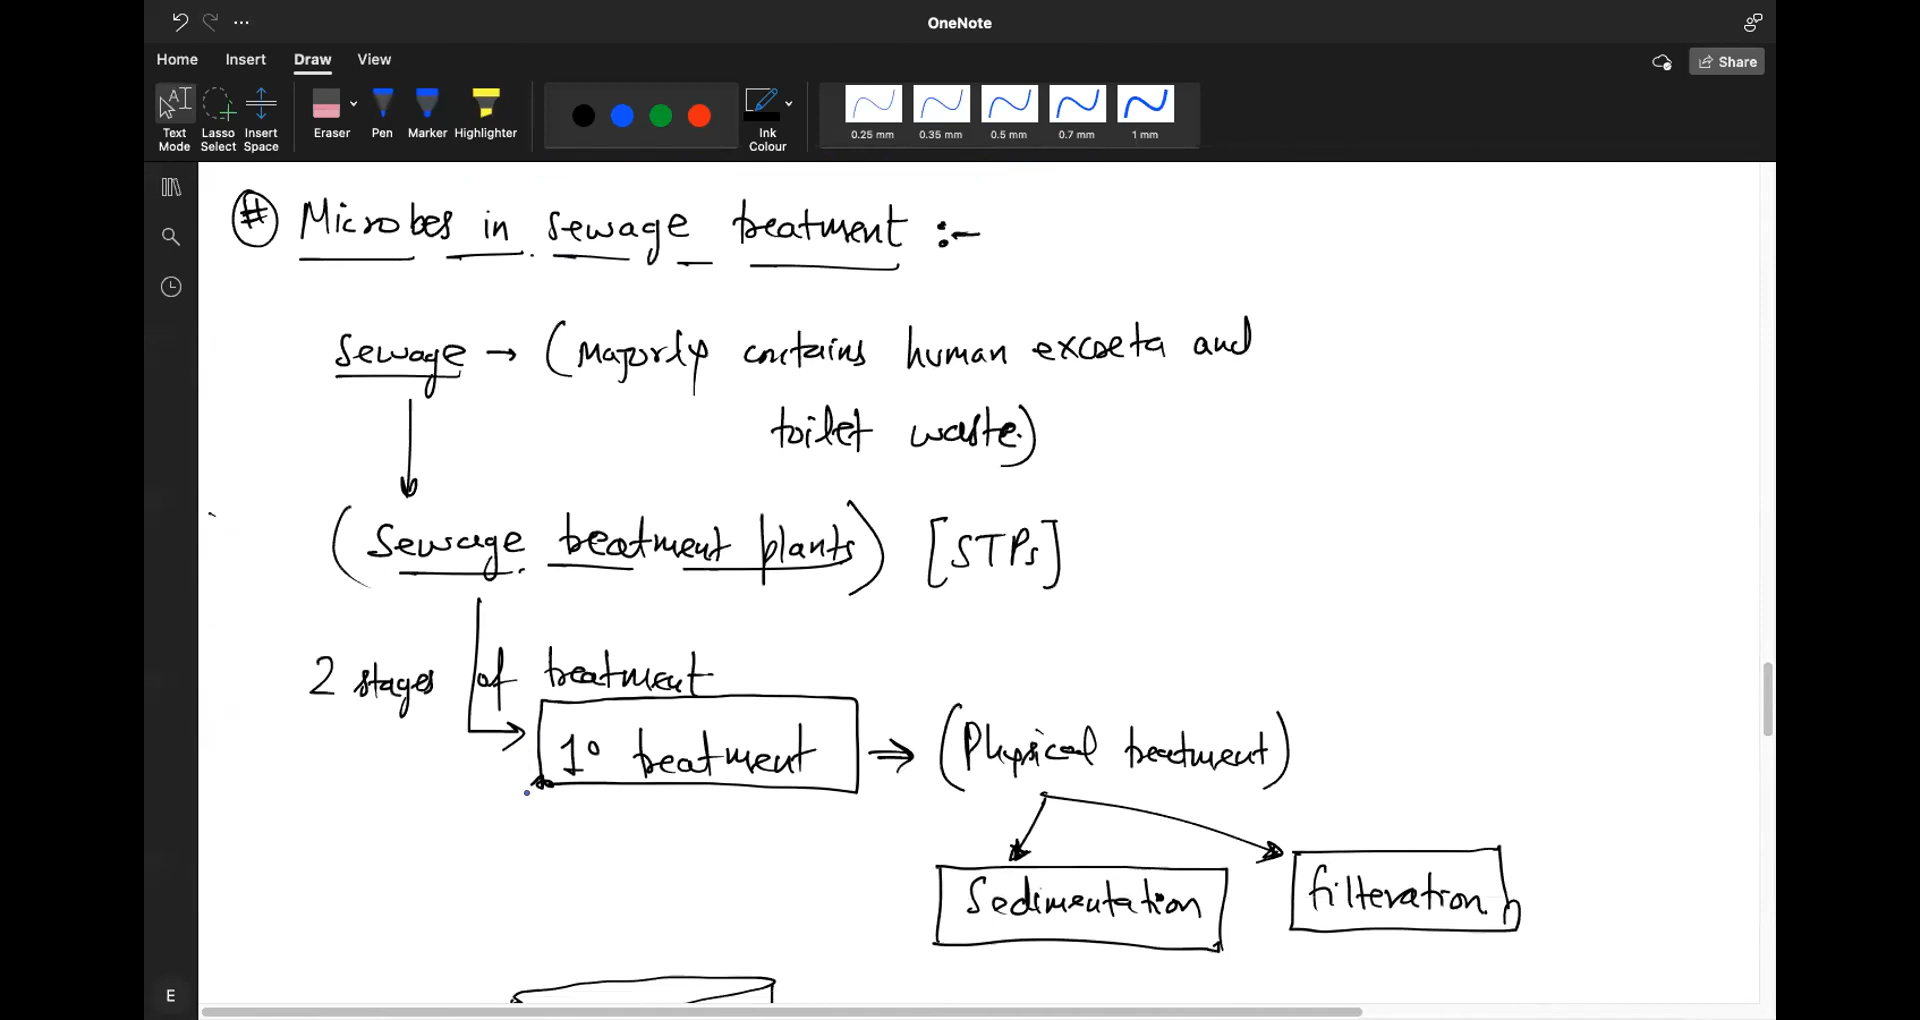 OneNote
Home Insert Draw View
Share
Text Mode
Lasso Select
Insert Space
Eraser
Pen
Marker
Highlighter
Ink Colour
0.25 mm
0.35 mm
0.5 mm
0.7 mm
1 mm
# Microbes in sewage treatment :-
Sewage → (Majorly contains human excreta and
toilet waste.)
(Sewage treatment plants) [STPs]
2 stages of treatment
1° treatment ⇒ (Physical treatment)
Sedimentation
filteration.
E